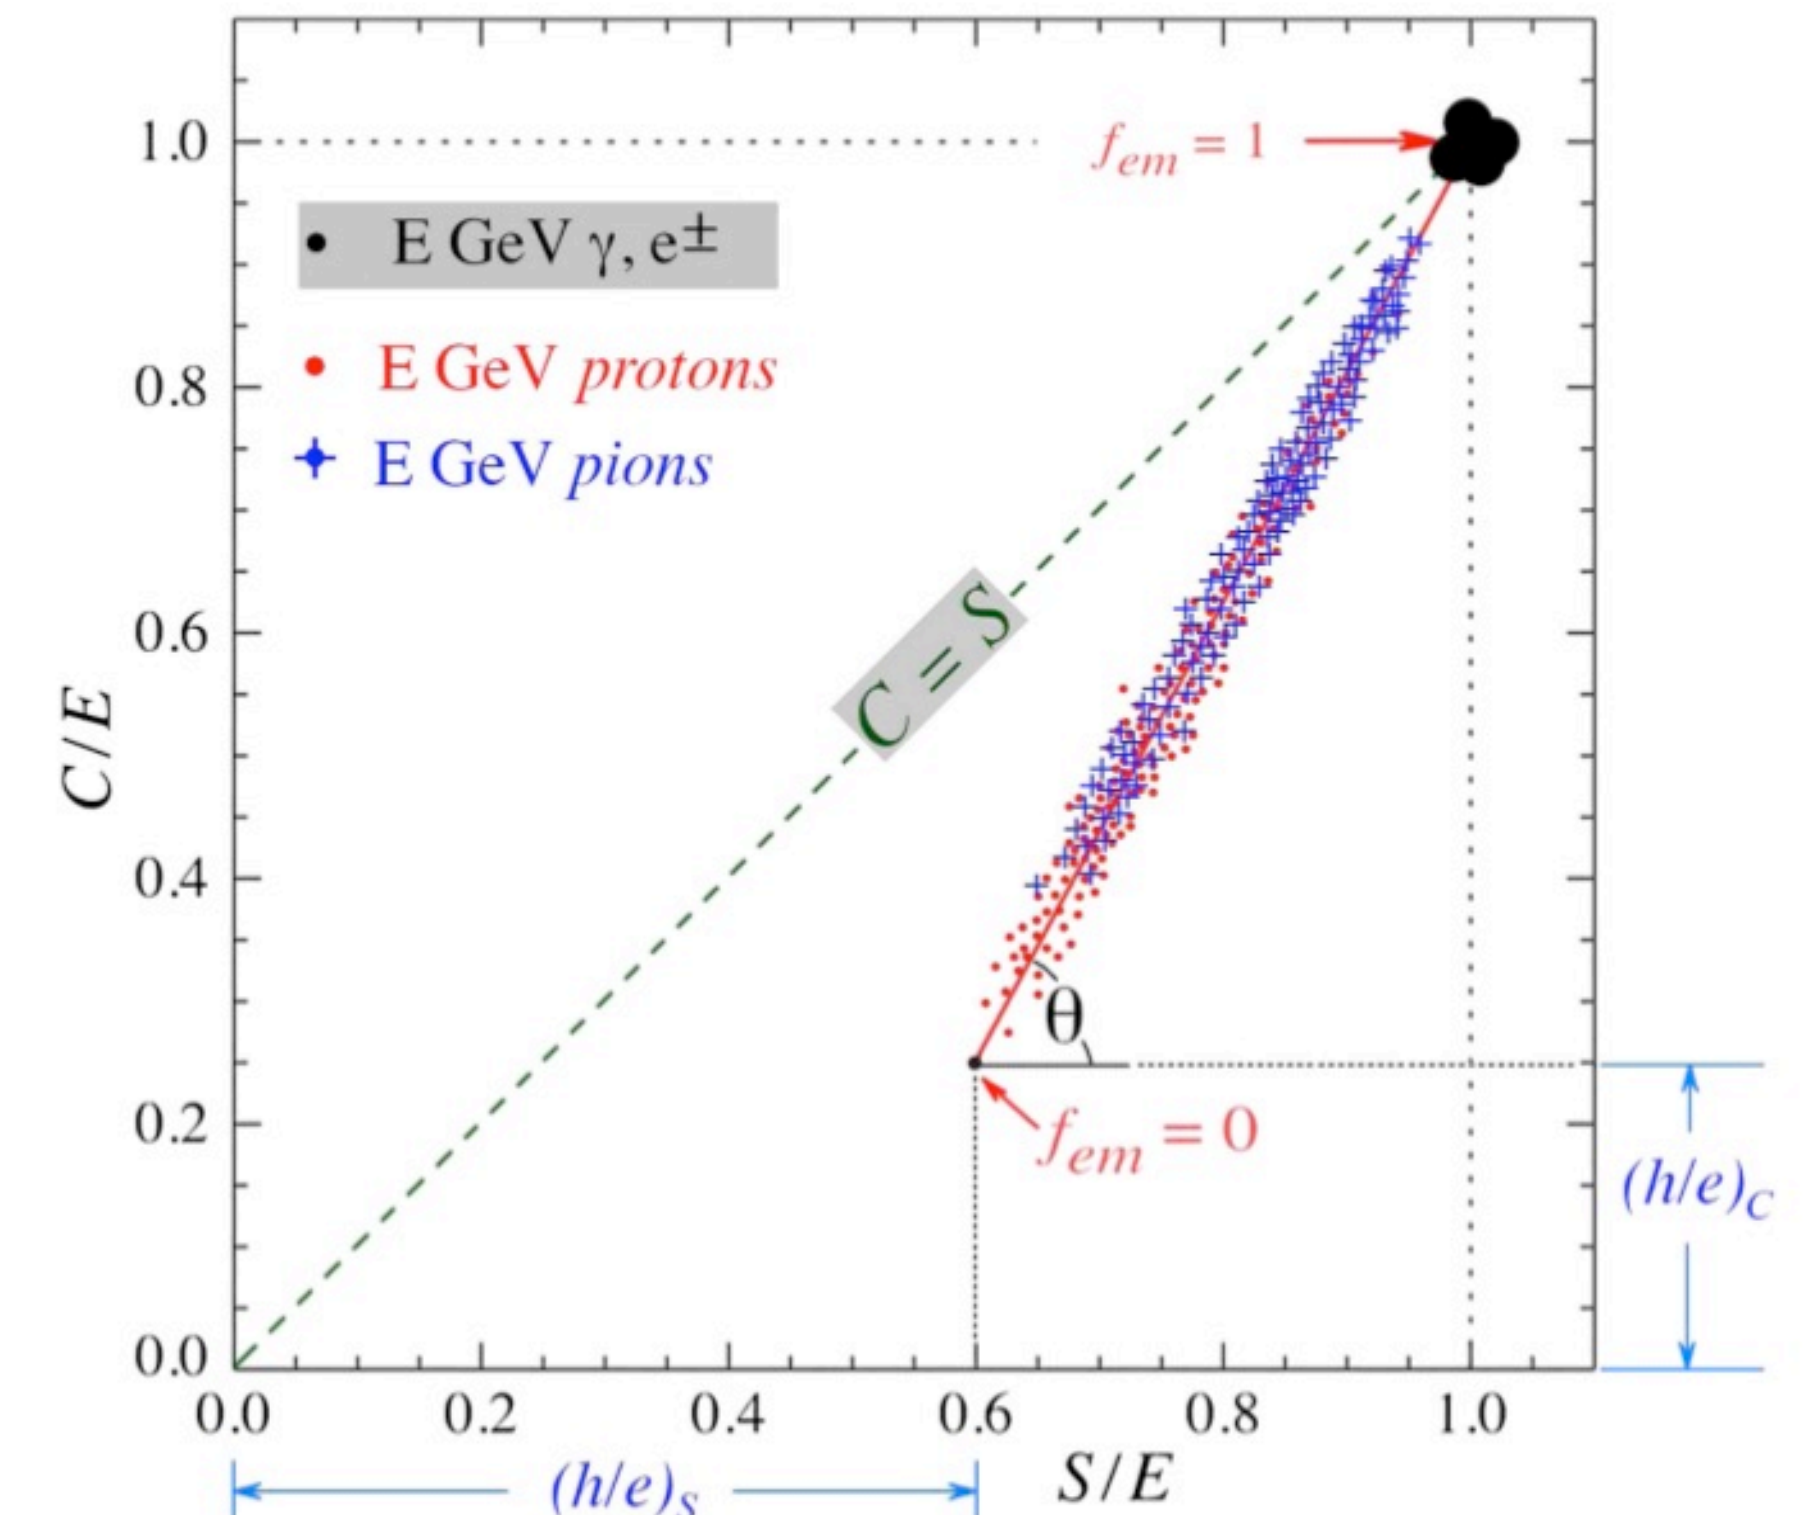 1.0
f_em = 1
E GeV γ, e±
0.8
E GeV protons
E GeV pions
0.6
C = S
C/E
0.4
θ
f_em = 0
0.2
(h/e)_C
0.0
0.0 0.2 0.4 0.6 0.8 1.0
(h/e)_S
S/E